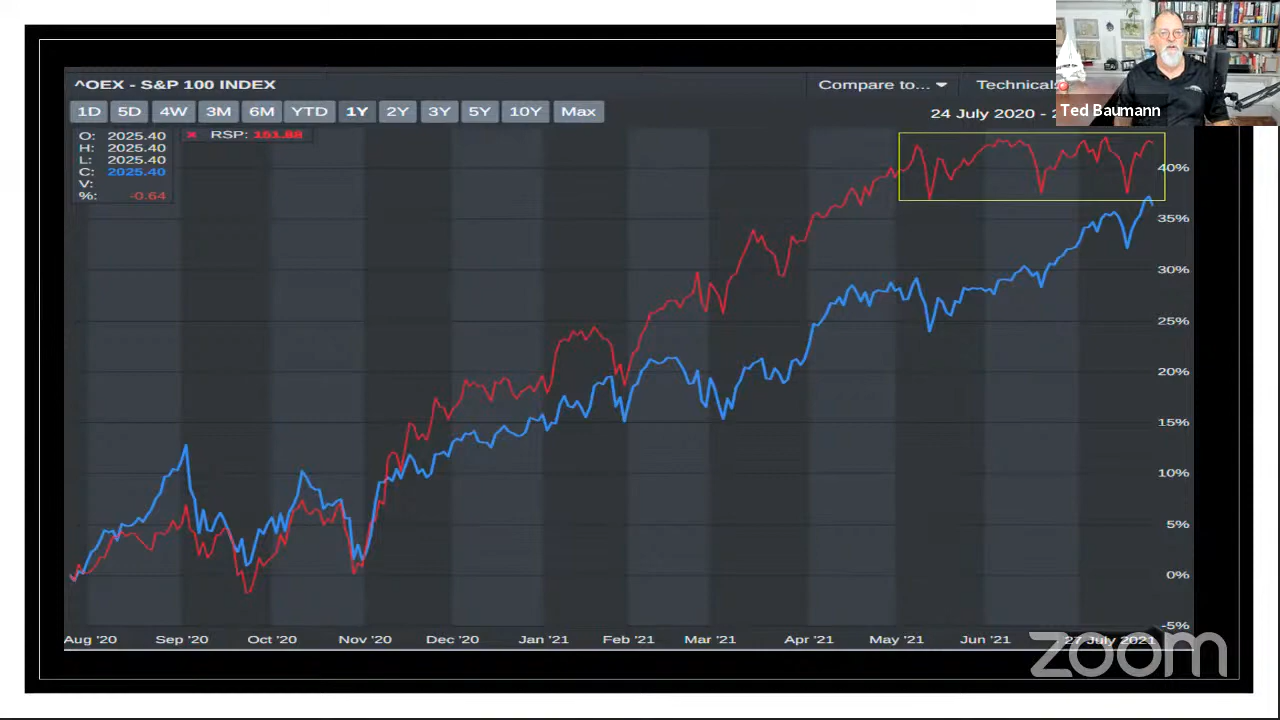 ^OEX - S&P 100 INDEX
Compare to...
Technical
1D 5D 4W 3M 6M YTD 1Y 2Y 3Y 5Y 10Y Max
24 July 2020 -
Ted Baumann
O: 2025.40
RSP: 151.88
H: 2025.40
L: 2025.40
C: 2025.40
V:
%: -0.64
40%
35%
30%
25%
20%
15%
10%
5%
0%
-5%
Aug '20 Sep '20 Oct '20 Nov '20 Dec '20 Jan '21 Feb '21 Mar '21 Apr '21 May '21 Jun '21 27 July 2021
zoom